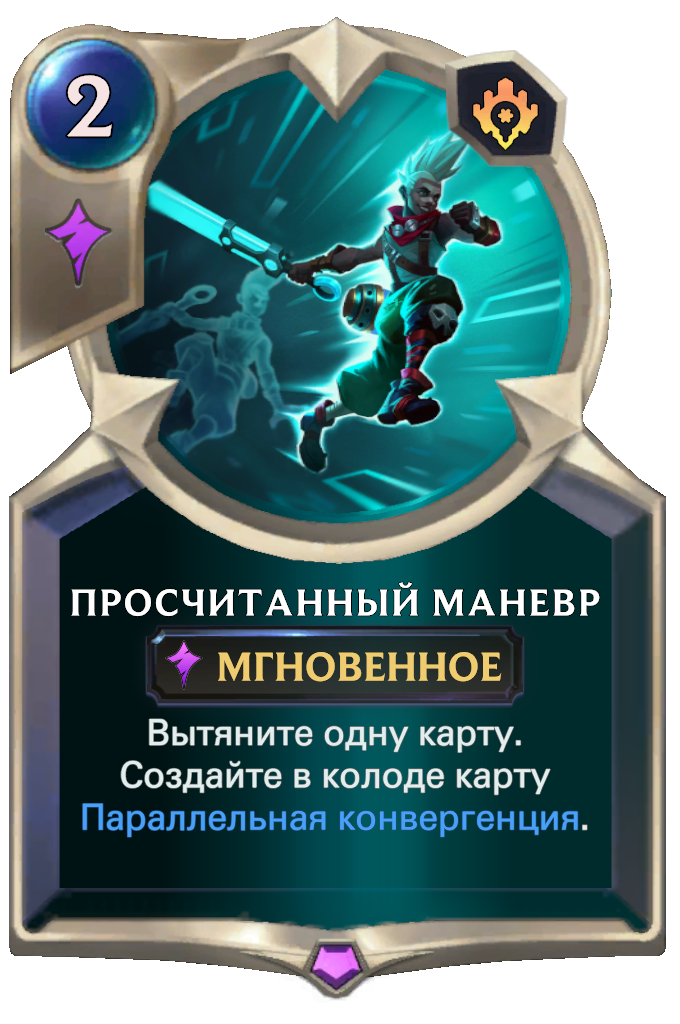 2
ПРОСЧИТАННЫЙ МАНЕВР
МГНОВЕННОЕ
Вытяните одну карту.
Создайте в колоде карту
Параллельная конвергенция.